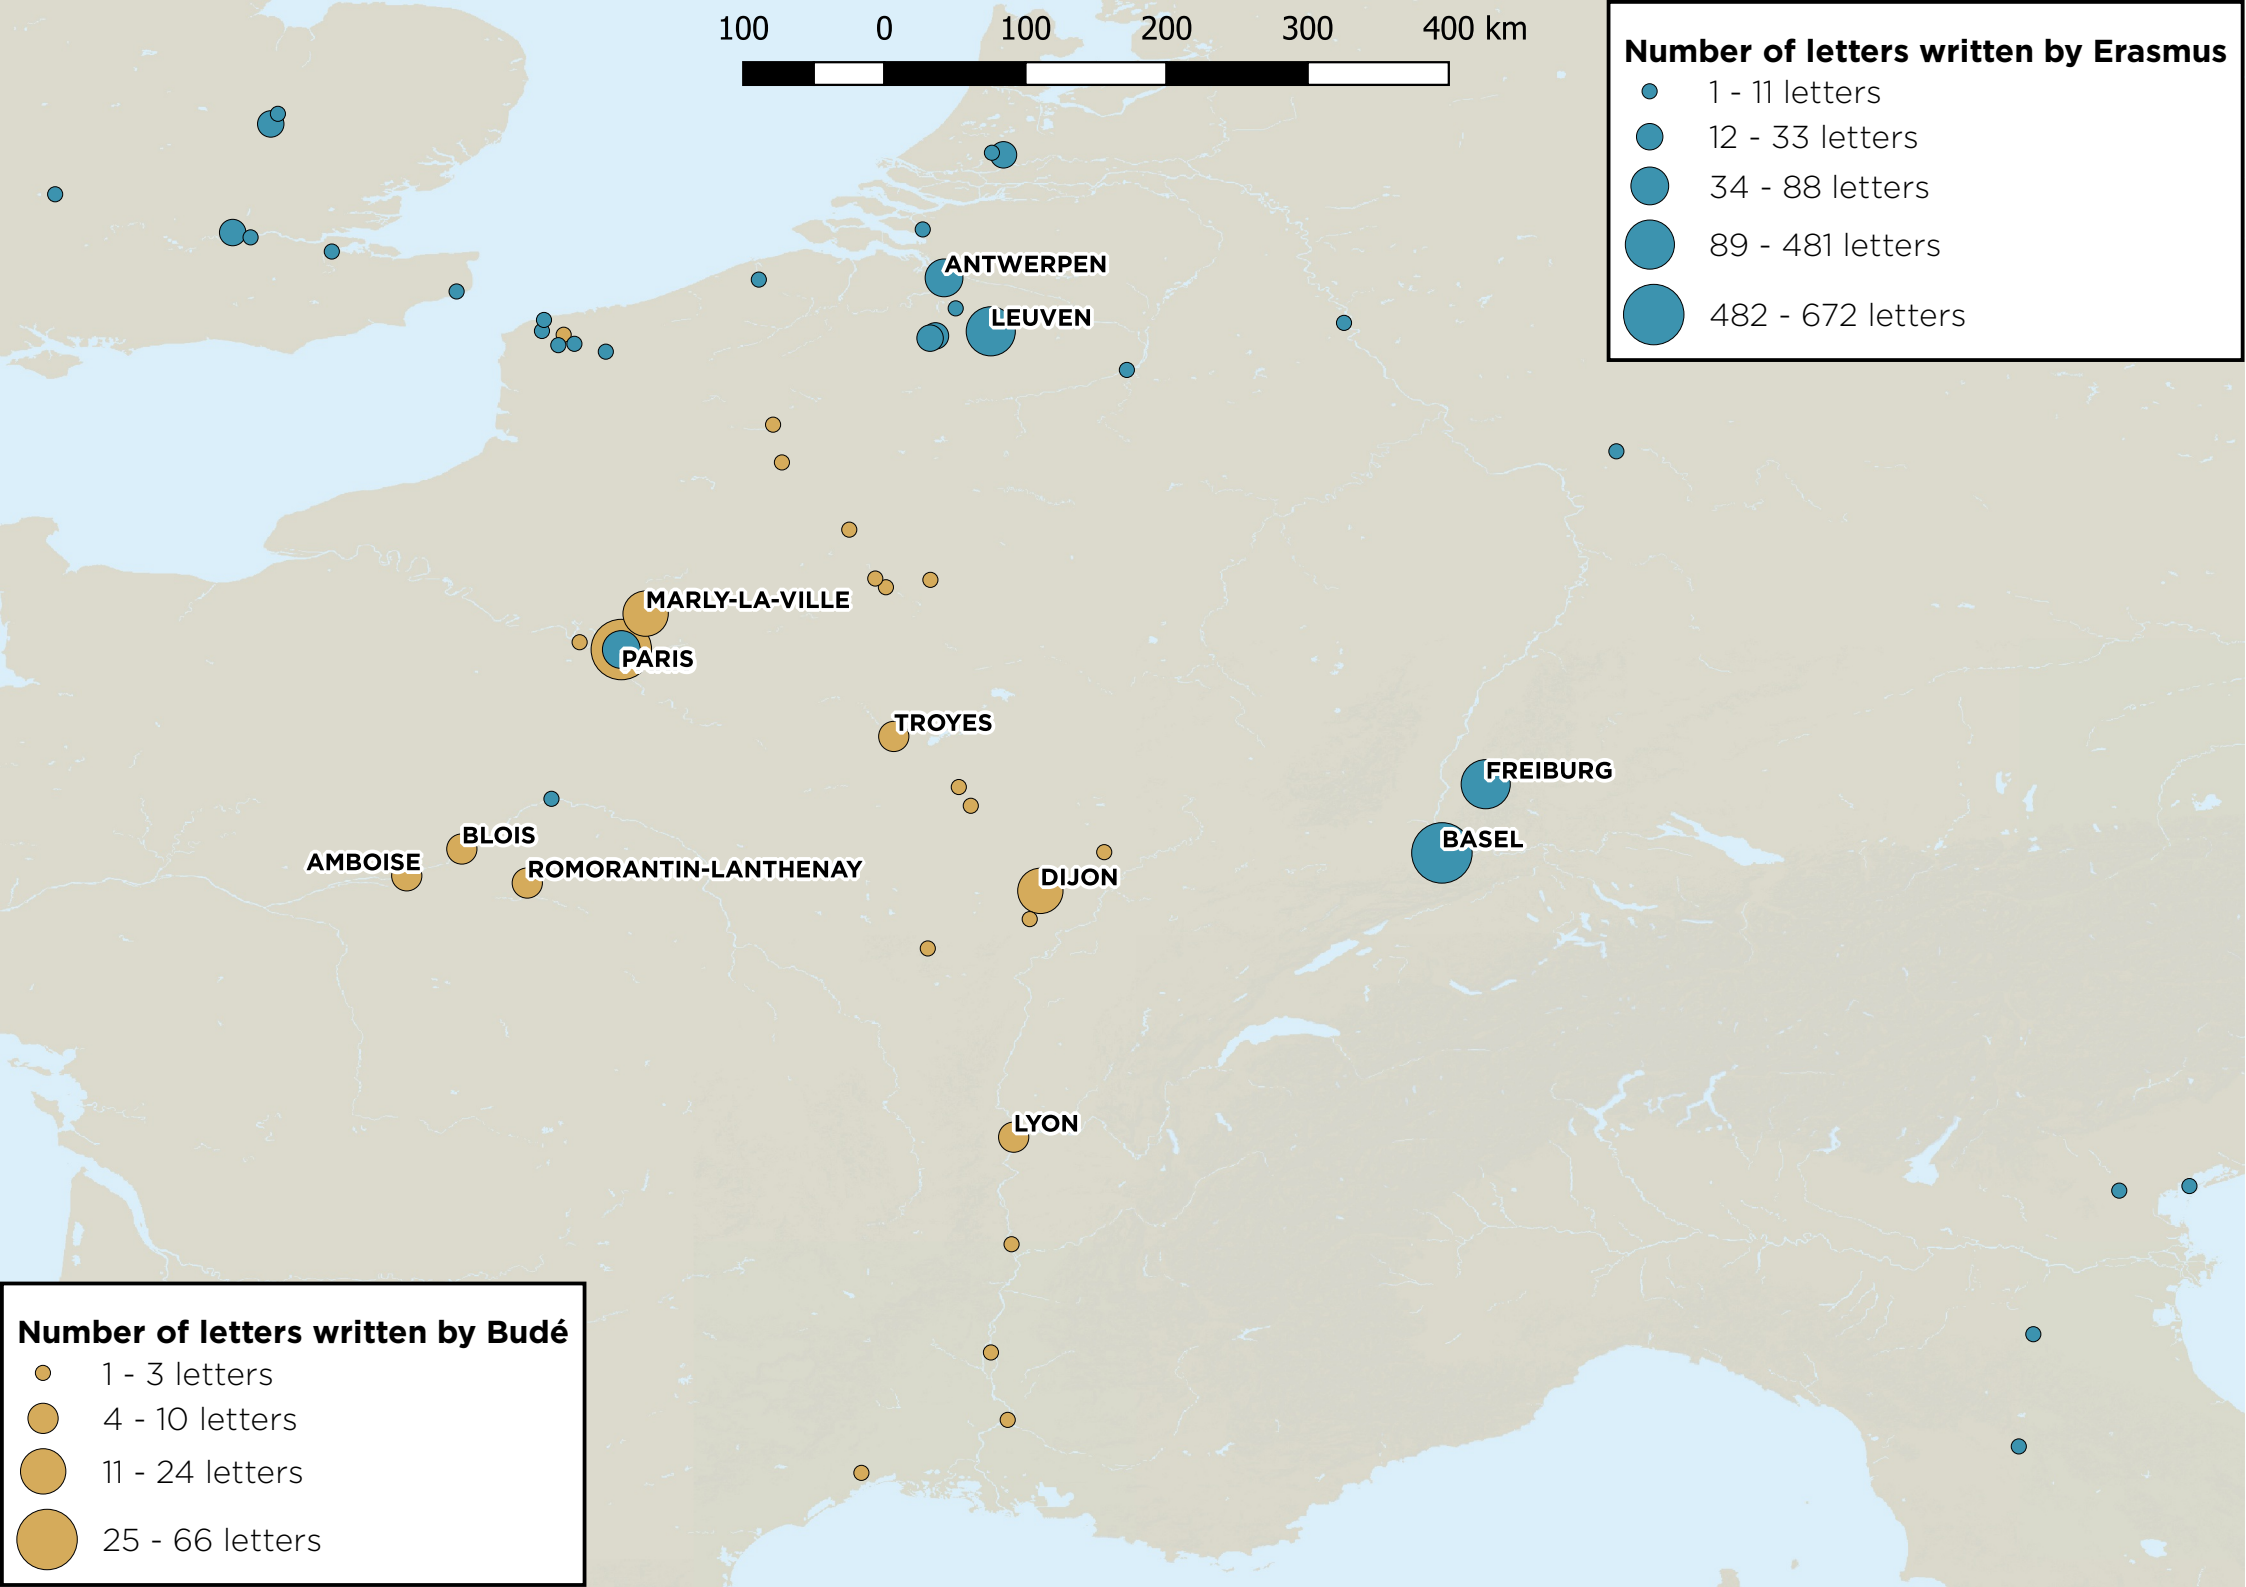 100 0 100 200 300 400 km
Number of letters written by Erasmus
1 - 11 letters
12 - 33 letters
34 - 88 letters
89 - 481 letters
482 - 672 letters
ANTWERPEN
LEUVEN
MARLY-LA-VILLE
PARIS
TROYES
FREIBURG
BASEL
BLOIS
AMBOISE
ROMORANTIN-LANTHENAY
DIJON
LYON
Number of letters written by Budé
1 - 3 letters
4 - 10 letters
11 - 24 letters
25 - 66 letters